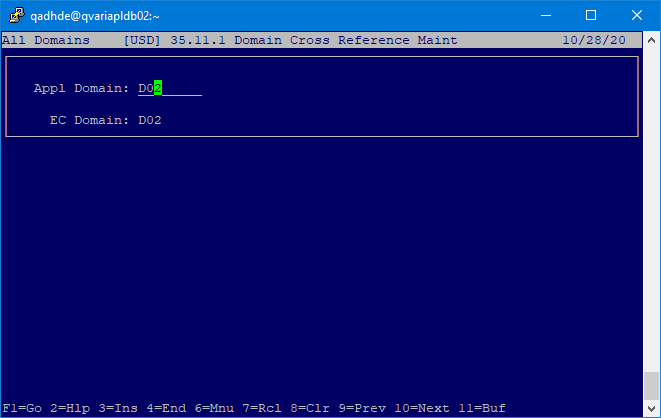 qadhde@qvariapldb02:~
All Domains [USD] 35.11.1 Domain Cross Reference Maint 10/28/20
Appl Domain: D02
EC Domain: D02
F1=Go 2=Hlp 3=Ins 4=End 6=Mnu 7=Rcl 8=Clr 9=Prev 10=Next 11=Buf